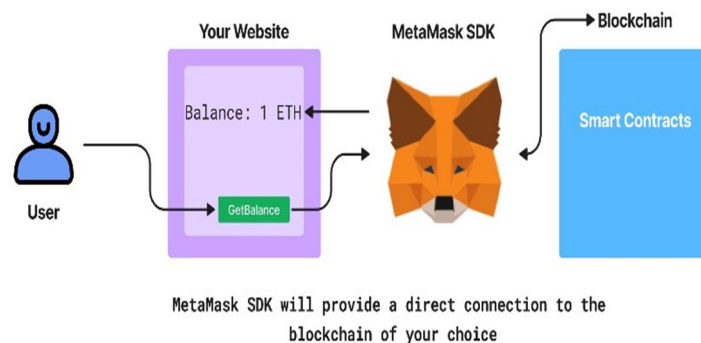 Your Website
MetaMask SDK
Blockchain
Balance: 1 ETH
Smart Contracts
GetBalance
User
MetaMask SDK will provide a direct connection to the
blockchain of your choice